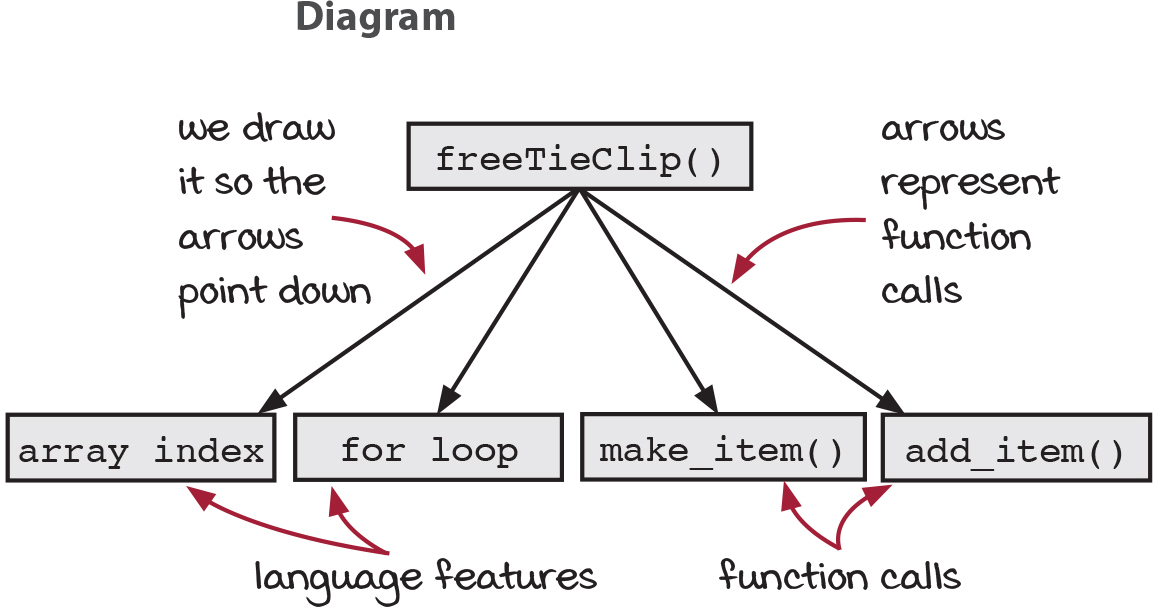 Diagram
we draw
it so the
arrows
point down
freeTieClip()
arrows
represent
function
calls
array index
for loop
make_item()
add_item()
language features
function calls